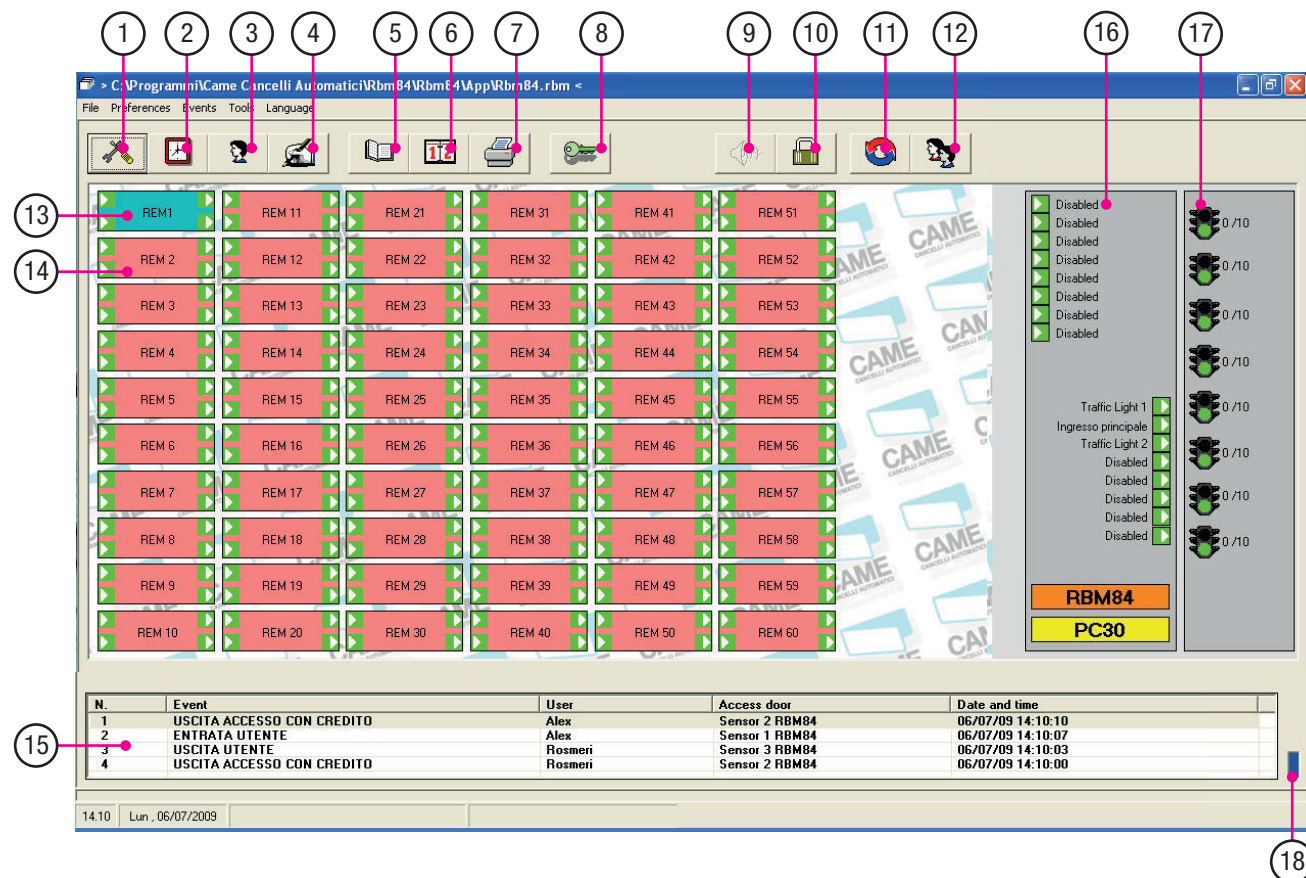 1 2 3 4 5 6 7 8 9 10 11 12 16 17
> C:\Programmi\Came Cancelli Automatici\Rbm84\Rbm84\App\Rbm84.rbm <
File Preferences Events Tools Language
13
14
15
18
REM1 REM 11 REM 21 REM 31 REM 41 REM 51
REM 2 REM 12 REM 22 REM 32 REM 42 REM 52
REM 3 REM 13 REM 23 REM 33 REM 43 REM 53
REM 4 REM 14 REM 24 REM 34 REM 44 REM 54
REM 5 REM 15 REM 25 REM 35 REM 45 REM 55
REM 6 REM 16 REM 26 REM 36 REM 46 REM 56
REM 7 REM 17 REM 27 REM 37 REM 47 REM 57
REM 8 REM 18 REM 28 REM 38 REM 48 REM 58
REM 9 REM 19 REM 29 REM 39 REM 49 REM 59
REM 10 REM 20 REM 30 REM 40 REM 50 REM 60
CAME
CANCELLI AUTOMATICI
Disabled
Disabled
Disabled
Disabled
Disabled
Disabled
Disabled
Disabled
Traffic Light 1
Ingresso principale
Traffic Light 2
Disabled
Disabled
Disabled
Disabled
Disabled
RBM84
PC30
0 /10
0 /10
0 /10
0 /10
0 /10
0 /10
0 /10
0 /10
N. Event User Access door Date and time
1 USCITA ACCESSO CON CREDITO Alex Sensor 2 RBM84 06/07/09 14:10:10
2 ENTRATA UTENTE Alex Sensor 1 RBM84 06/07/09 14:10:07
3 USCITA UTENTE Rosmeri Sensor 3 RBM84 06/07/09 14:10:03
4 USCITA ACCESSO CON CREDITO Rosmeri Sensor 2 RBM84 06/07/09 14:10:00
14.10 Lun , 06/07/2009